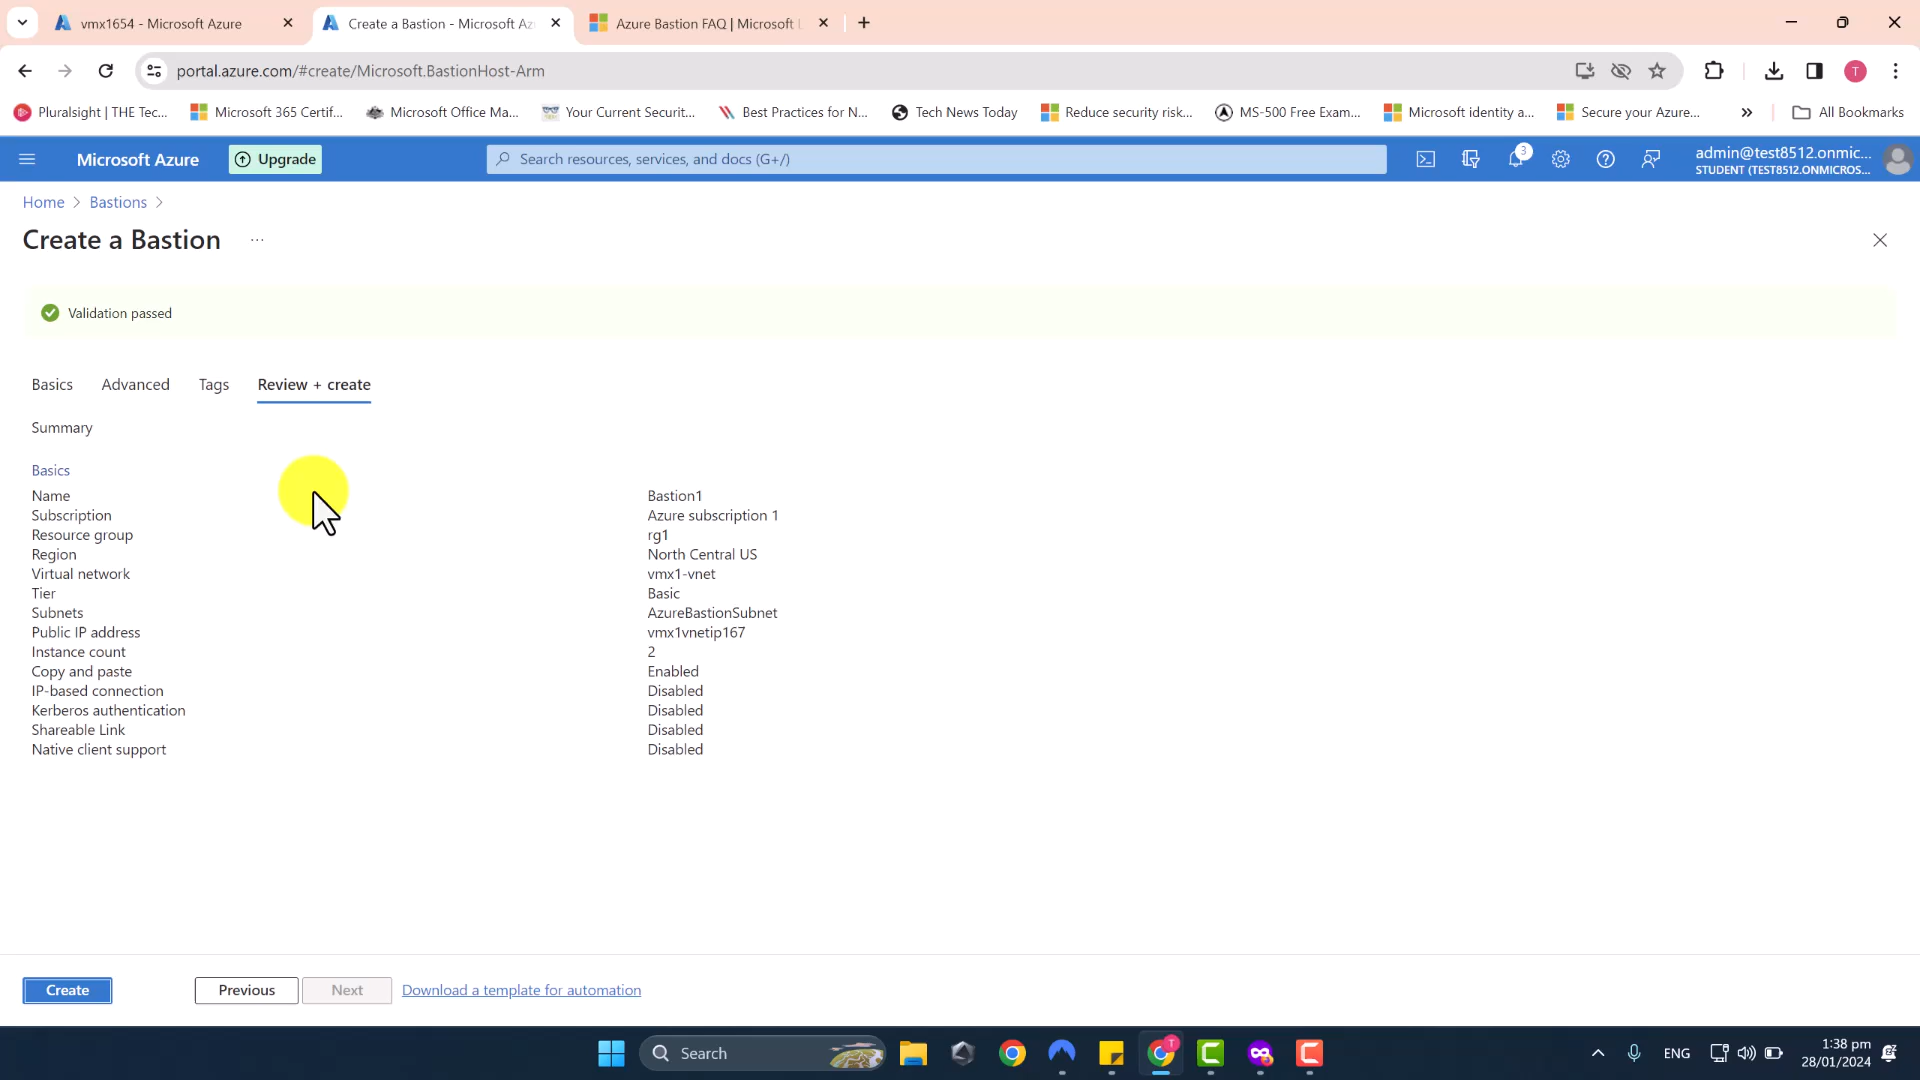 vmx1654 - Microsoft Azure
Create a Bastion - Microsoft Az
Azure Bastion FAQ | Microsoft L
portal.azure.com/#create/Microsoft.BastionHost-Arm
T
Pluralsight | THE Tec...
Microsoft 365 Certif...
Microsoft Office Ma...
Your Current Securit...
Best Practices for N...
Tech News Today
Reduce security risk...
MS-500 Free Exam...
Microsoft identity a...
Secure your Azure...
All Bookmarks
Microsoft Azure
Upgrade
Search resources, services, and docs (G+/)
3
admin@test8512.onmic...
STUDENT (TEST8512.ONMICROS...
Home > Bastions >
Create a Bastion ...
Validation passed
Basics Advanced Tags Review + create
Summary
Basics
Name Bastion1
Subscription Azure subscription 1
Resource group rg1
Region North Central US
Virtual network vmx1-vnet
Tier Basic
Subnets AzureBastionSubnet
Public IP address vmx1vnetip167
Instance count 2
Copy and paste Enabled
IP-based connection Disabled
Kerberos authentication Disabled
Shareable Link Disabled
Native client support Disabled
Create Previous Next Download a template for automation
Search
T
ENG
1:38 pm
28/01/2024